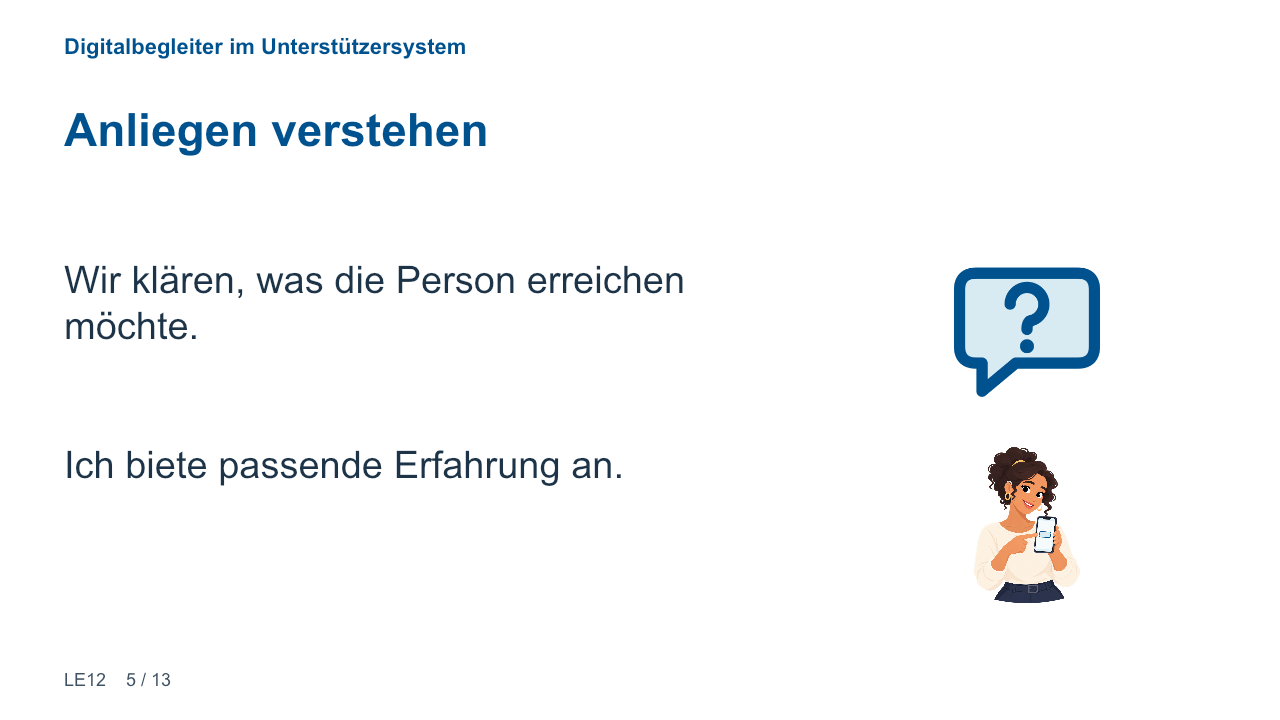 Digitalbegleiter im Unterstützersystem
Anliegen verstehen
Wir klären, was die Person erreichen
möchte.
?
Ich biete passende Erfahrung an.
LE12 5 / 13